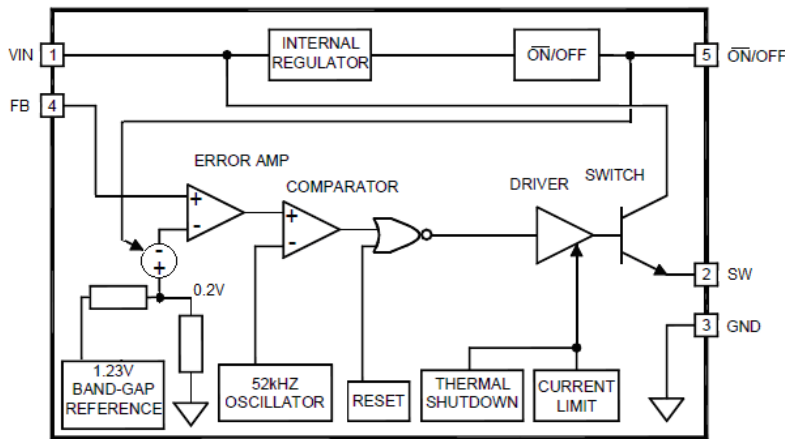 VIN 1
INTERNAL
REGULATOR
ON/OFF
5 ON/OFF
FB 4
ERROR AMP
COMPARATOR
DRIVER
SWITCH
+
-
+
-
-
+
0.2V
2 SW
3 GND
1.23V
BAND-GAP
REFERENCE
52kHZ
OSCILLATOR
RESET
THERMAL
SHUTDOWN
CURRENT
LIMIT